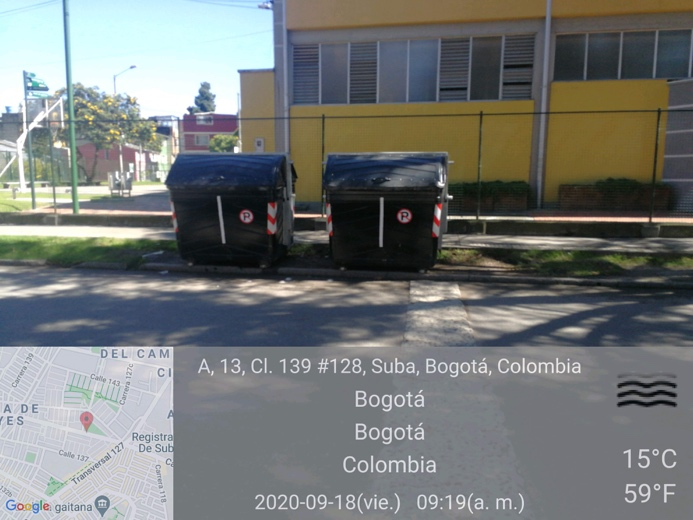 P
P
A, 13, Cl. 139 #128, Suba, Bogotá, Colombia
Bogotá
Bogotá
Colombia
2020-09-18(vie.) 09:19(a. m.)
15°C
59°F
DEL CAM
CI
Carrera 139
Calle 143
Carrera 127c
A DE
YES
Registra
De Sub
Calle 137
Transversal 127
Carrera 118
Google
gaitana